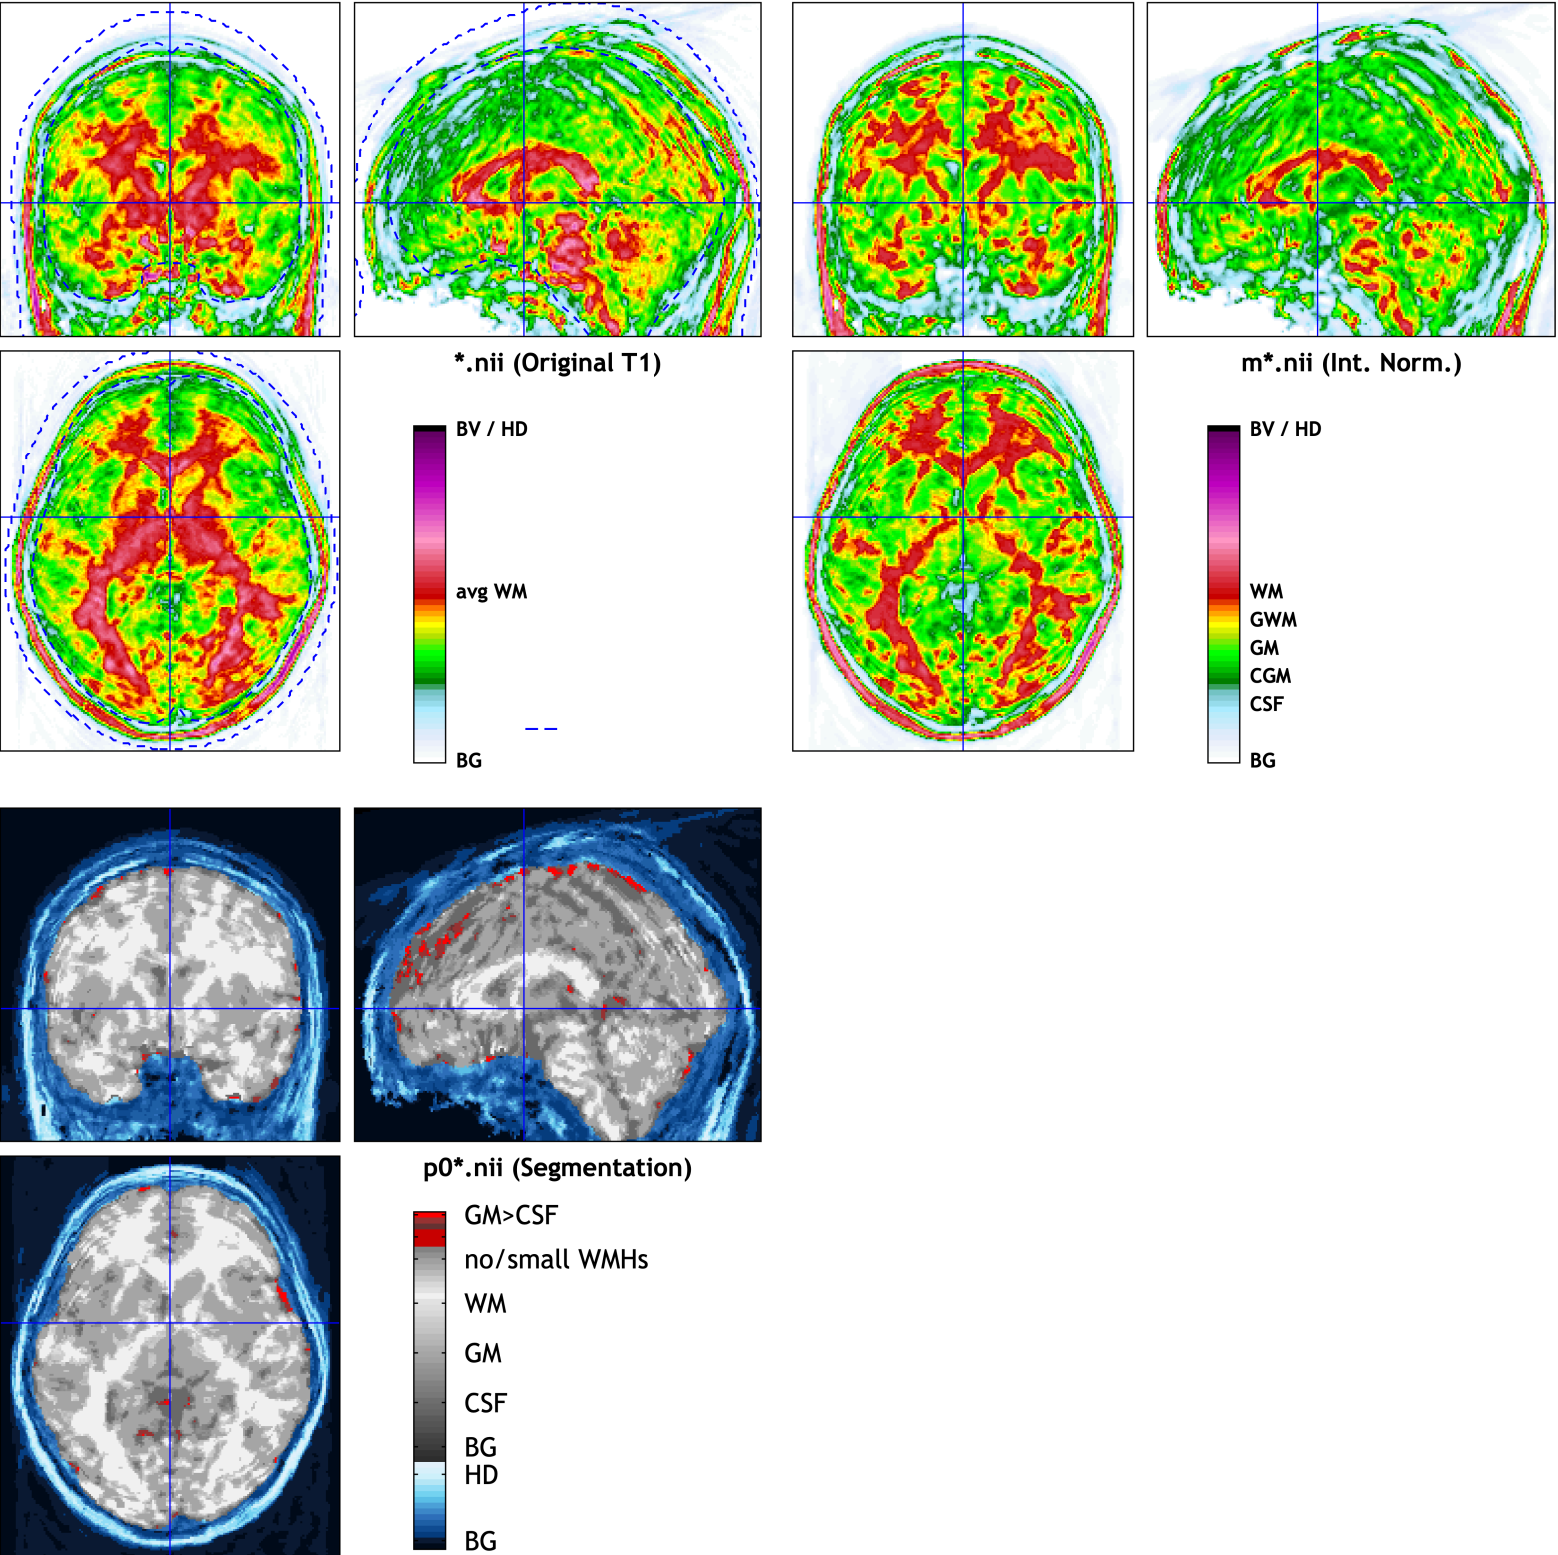 *.nii (Original T1)
BV / HD
avg WM
BG
m*.nii (Int. Norm.)
BV / HD
WM
GWM
GM
CGM
CSF
BG
p0*.nii (Segmentation)
GM>CSF
no/small WMHs
WM
GM
CSF
BG
HD
BG